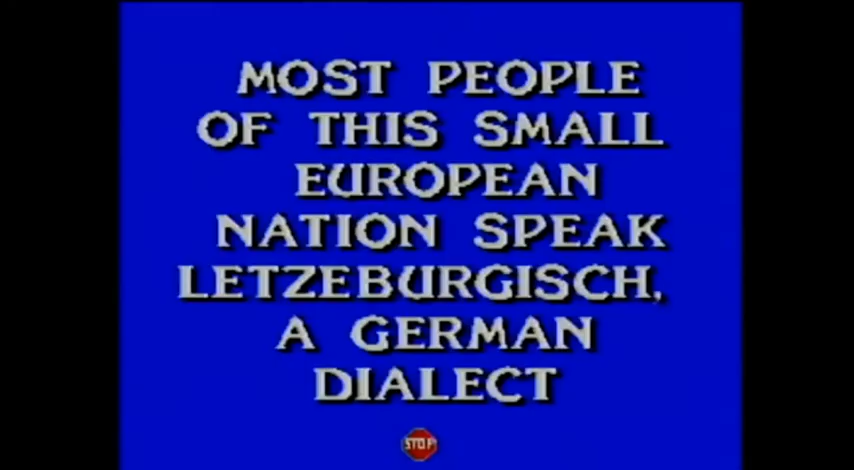 MOST PEOPLE
OF THIS SMALL
EUROPEAN
NATION SPEAK
LETZEBURGISCH,
A GERMAN
DIALECT
STOP